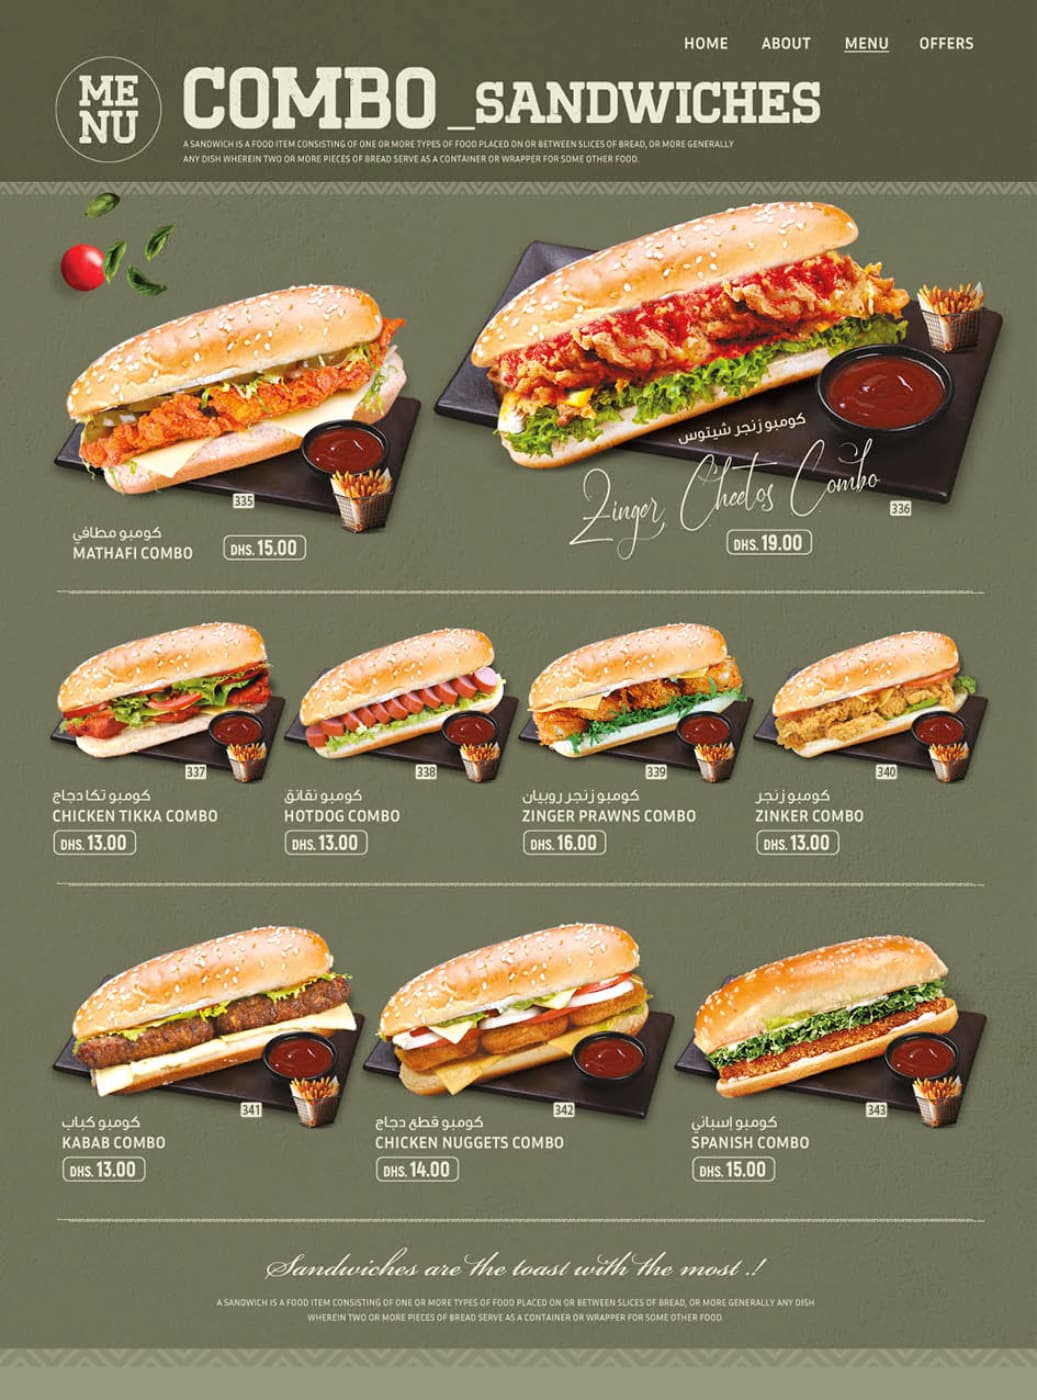 HOME ABOUT MENU OFFERS
ME
NU
COMBO _SANDWICHES
A SANDWICH IS A FOOD ITEM CONSISTING OF ONE OR MORE TYPES OF FOOD PLACED ON OR BETWEEN SLICES OF BREAD, OR MORE GENERALLY
ANY DISH WHEREIN TWO OR MORE PIECES OF BREAD SERVE AS A CONTAINER OR WRAPPER FOR SOME OTHER FOOD.
335
كومبو مطافي
MATHAFI COMBO
DHS. 15.00
كومبو زنجر شيتوس
Zinger Cheetos Combo
336
DHS. 19.00
337
كومبو تكا دجاج
CHICKEN TIKKA COMBO
DHS. 13.00
338
كومبو نقانق
HOTDOG COMBO
DHS. 13.00
339
كومبو زنجر روبيان
ZINGER PRAWNS COMBO
DHS. 16.00
340
كومبو زنجر
ZINKER COMBO
DHS. 13.00
341
كومبو كباب
KABAB COMBO
DHS. 13.00
342
كومبو قطع دجاج
CHICKEN NUGGETS COMBO
DHS. 14.00
343
كومبو إسباني
SPANISH COMBO
DHS. 15.00
Sandwiches are the toast with the most .!
A SANDWICH IS A FOOD ITEM CONSISTING OF ONE OR MORE TYPES OF FOOD PLACED ON OR BETWEEN SLICES OF BREAD, OR MORE GENERALLY ANY DISH
WHEREIN TWO OR MORE PIECES OF BREAD SERVE AS A CONTAINER OR WRAPPER FOR SOME OTHER FOOD.